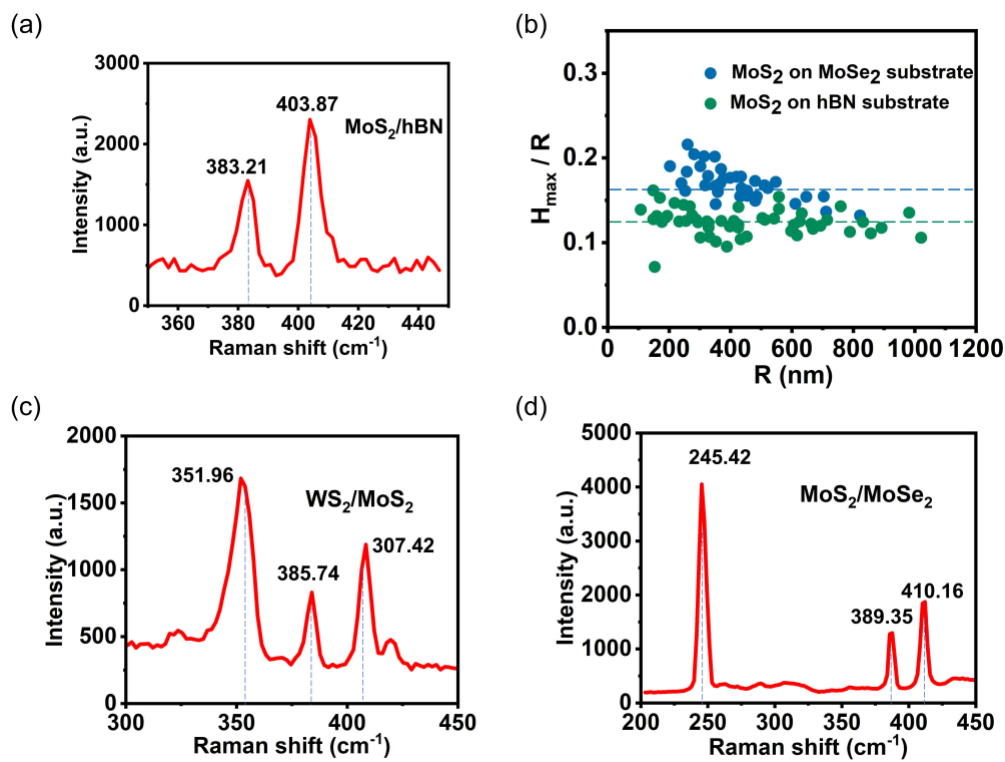 (a)
3000
2000
1000
0
Intensity (a.u.)
383.21
403.87
MoS2/hBN
360 380 400 420 440
Raman shift (cm-1)
(b)
0.3
0.2
0.1
0.0
Hmax / R
MoS2 on MoSe2 substrate
MoS2 on hBN substrate
0 200 400 600 800 1000 1200
R (nm)
(c)
2000
1500
1000
500
0
Intensity (a.u.)
351.96
WS2/MoS2
385.74
307.42
300 350 400 450
Raman shift (cm-1)
(d)
5000
4000
3000
2000
1000
0
Intensity (a.u.)
245.42
MoS2/MoSe2
389.35
410.16
200 250 300 350 400 450
Raman shift (cm-1)